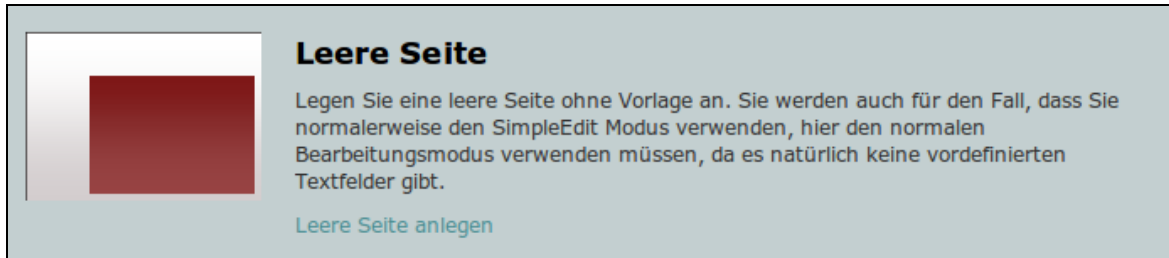 Leere Seite
Legen Sie eine leere Seite ohne Vorlage an. Sie werden auch für den Fall, dass Sie
normalerweise den SimpleEdit Modus verwenden, hier den normalen
Bearbeitungsmodus verwenden müssen, da es natürlich keine vordefinierten
Textfelder gibt.
Leere Seite anlegen